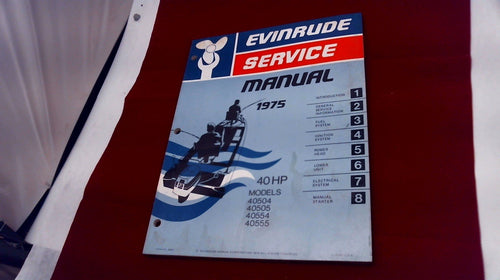 EVINRUDE
SERVICE
MANUAL
1975
INTRODUCTION 1
GENERAL
SERVICE
INFORMATION 2
FUEL
SYSTEM 3
IGNITION
SYSTEM 4
POWER
HEAD 5
LOWER
UNIT 6
ELECTRICAL
SYSTEM 7
MANUAL
STARTER 8
40 HP
MODELS
40504
40505
40554
40555